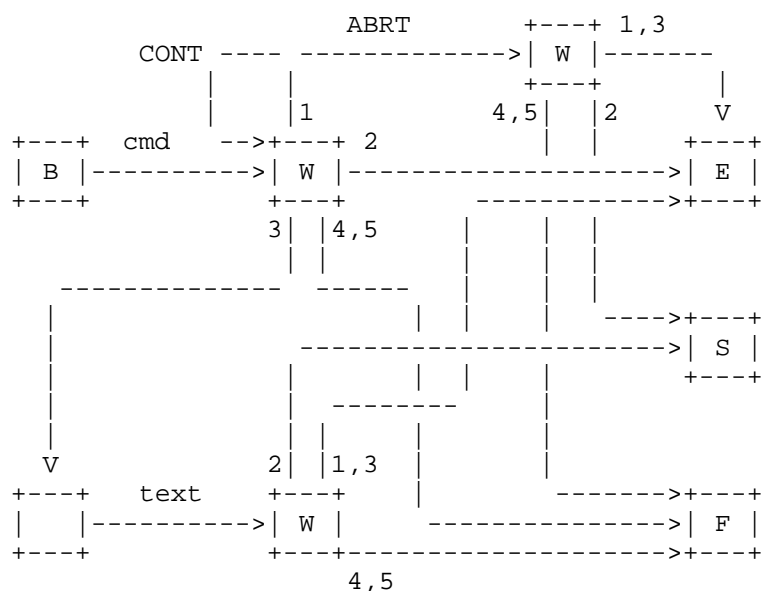 ABRT 1,3
CONT W
1 4,5 2
cmd 2
B W E
3 4,5
S
2 1,3
text
W F
4,5